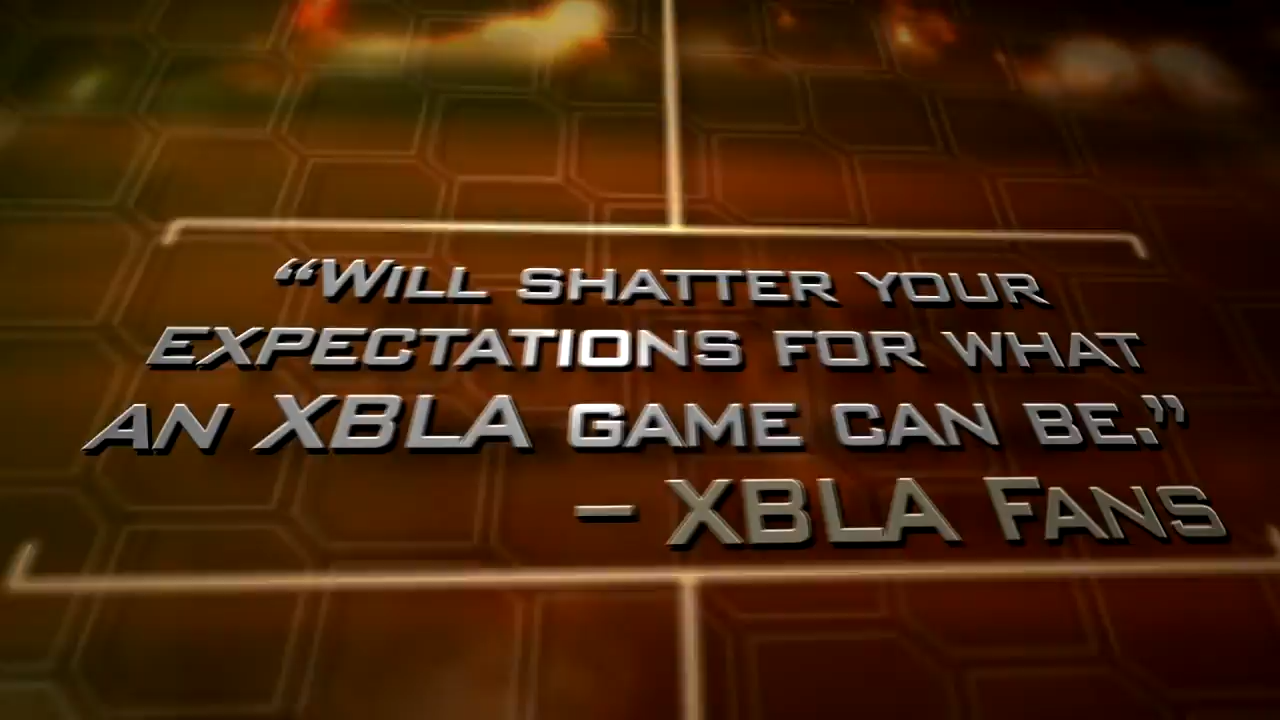 “WILL SHATTER YOUR
EXPECTATIONS FOR WHAT
AN XBLA GAME CAN BE.”
– XBLA FANS